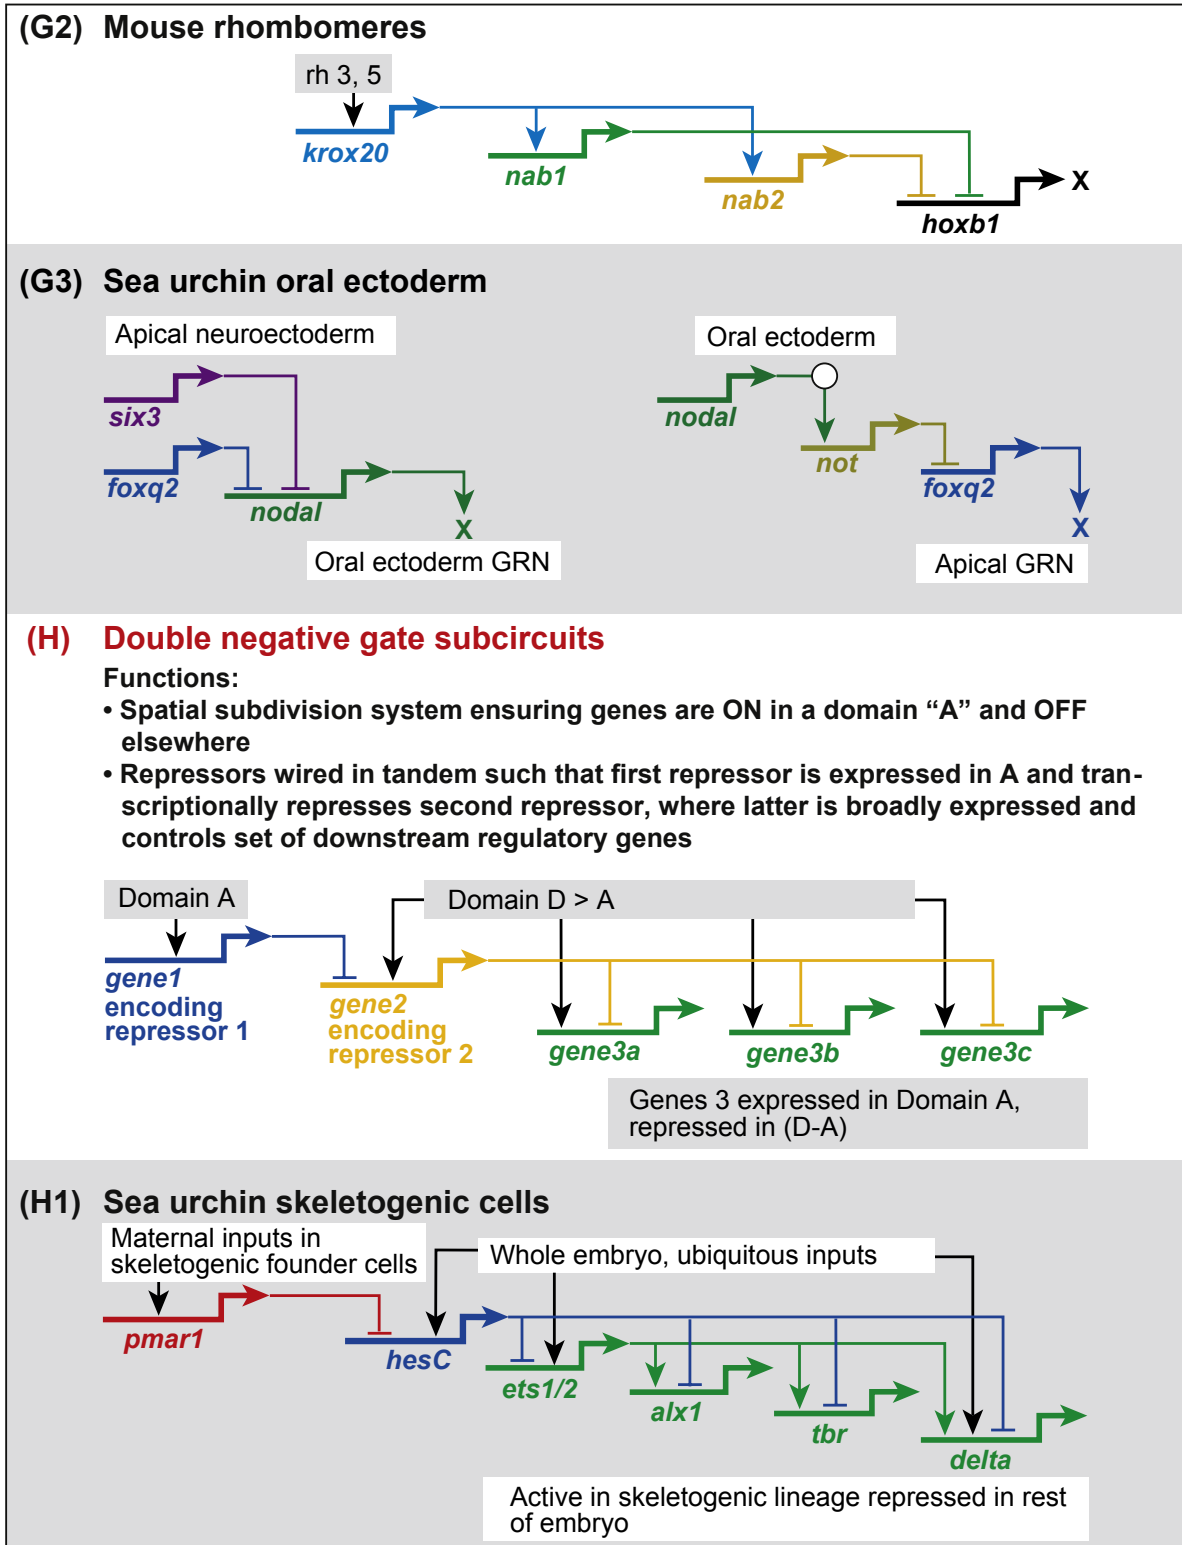 (G2) Mouse rhombomeres
rh 3, 5
krox20
nab1
nab2
hoxb1
X
(G3) Sea urchin oral ectoderm
Apical neuroectoderm
six3
foxq2
nodal
X
Oral ectoderm GRN
Oral ectoderm
nodal
not
foxq2
X
Apical GRN
(H) Double negative gate subcircuits
Functions:
• Spatial subdivision system ensuring genes are ON in a domain “A” and OFF
elsewhere
• Repressors wired in tandem such that first repressor is expressed in A and tran-
scriptionally represses second repressor, where latter is broadly expressed and
controls set of downstream regulatory genes
Domain A
Domain D > A
gene1
encoding
repressor 1
gene2
encoding
repressor 2
gene3a
gene3b
gene3c
Genes 3 expressed in Domain A,
repressed in (D-A)
(H1) Sea urchin skeletogenic cells
Maternal inputs in
skeletogenic founder cells
Whole embryo, ubiquitous inputs
pmar1
hesC
ets1/2
alx1
tbr
delta
Active in skeletogenic lineage repressed in rest
of embryo